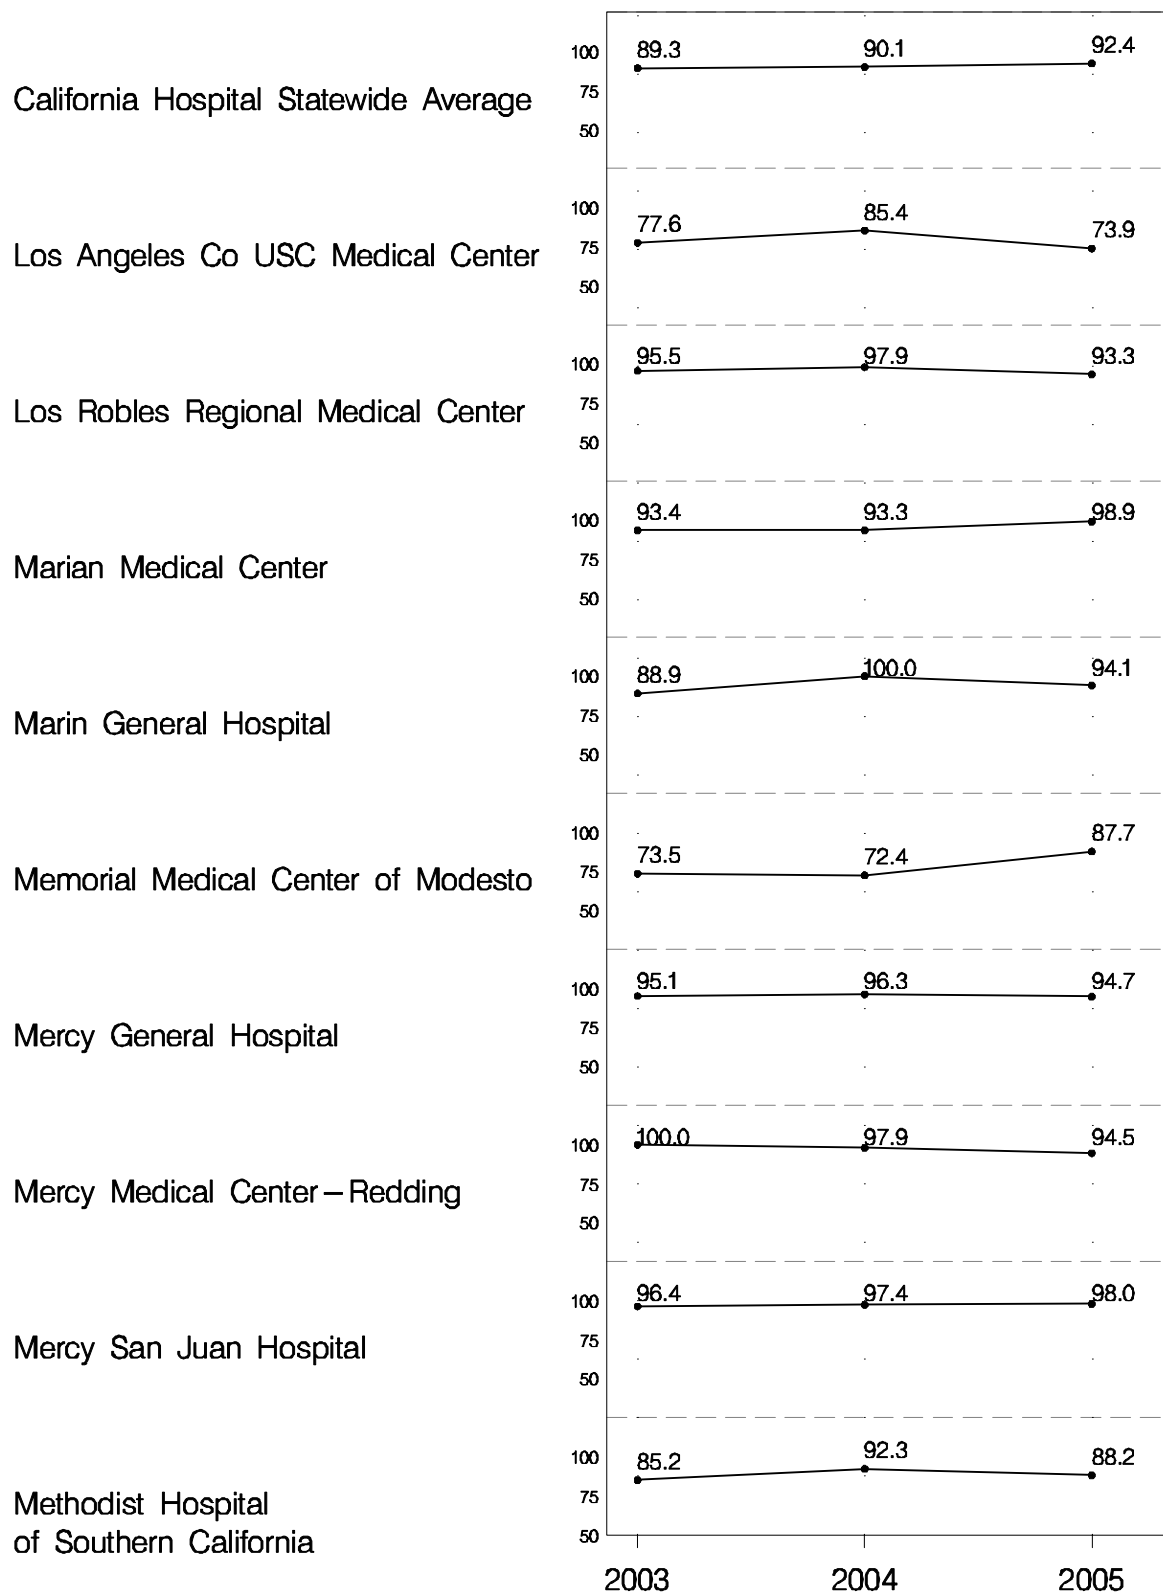 100 89.3 90.1 92.4
75
California Hospital Statewide Average
50
100 77.6 85.4 73.9
75
Los Angeles Co USC Medical Center
50
100 95.5 97.9 93.3
75
Los Robles Regional Medical Center
50
100 93.4 93.3 98.9
75
Marian Medical Center
50
100 88.9 100.0 94.1
75
Marin General Hospital
50
100 73.5 72.4 87.7
75
Memorial Medical Center of Modesto
50
100 95.1 96.3 94.7
75
Mercy General Hospital
50
100 100.0 97.9 94.5
75
Mercy Medical Center–Redding
50
100 96.4 97.4 98.0
75
Mercy San Juan Hospital
50
100 85.2 92.3 88.2
75
Methodist Hospital
of Southern California
50
2003 2004 2005